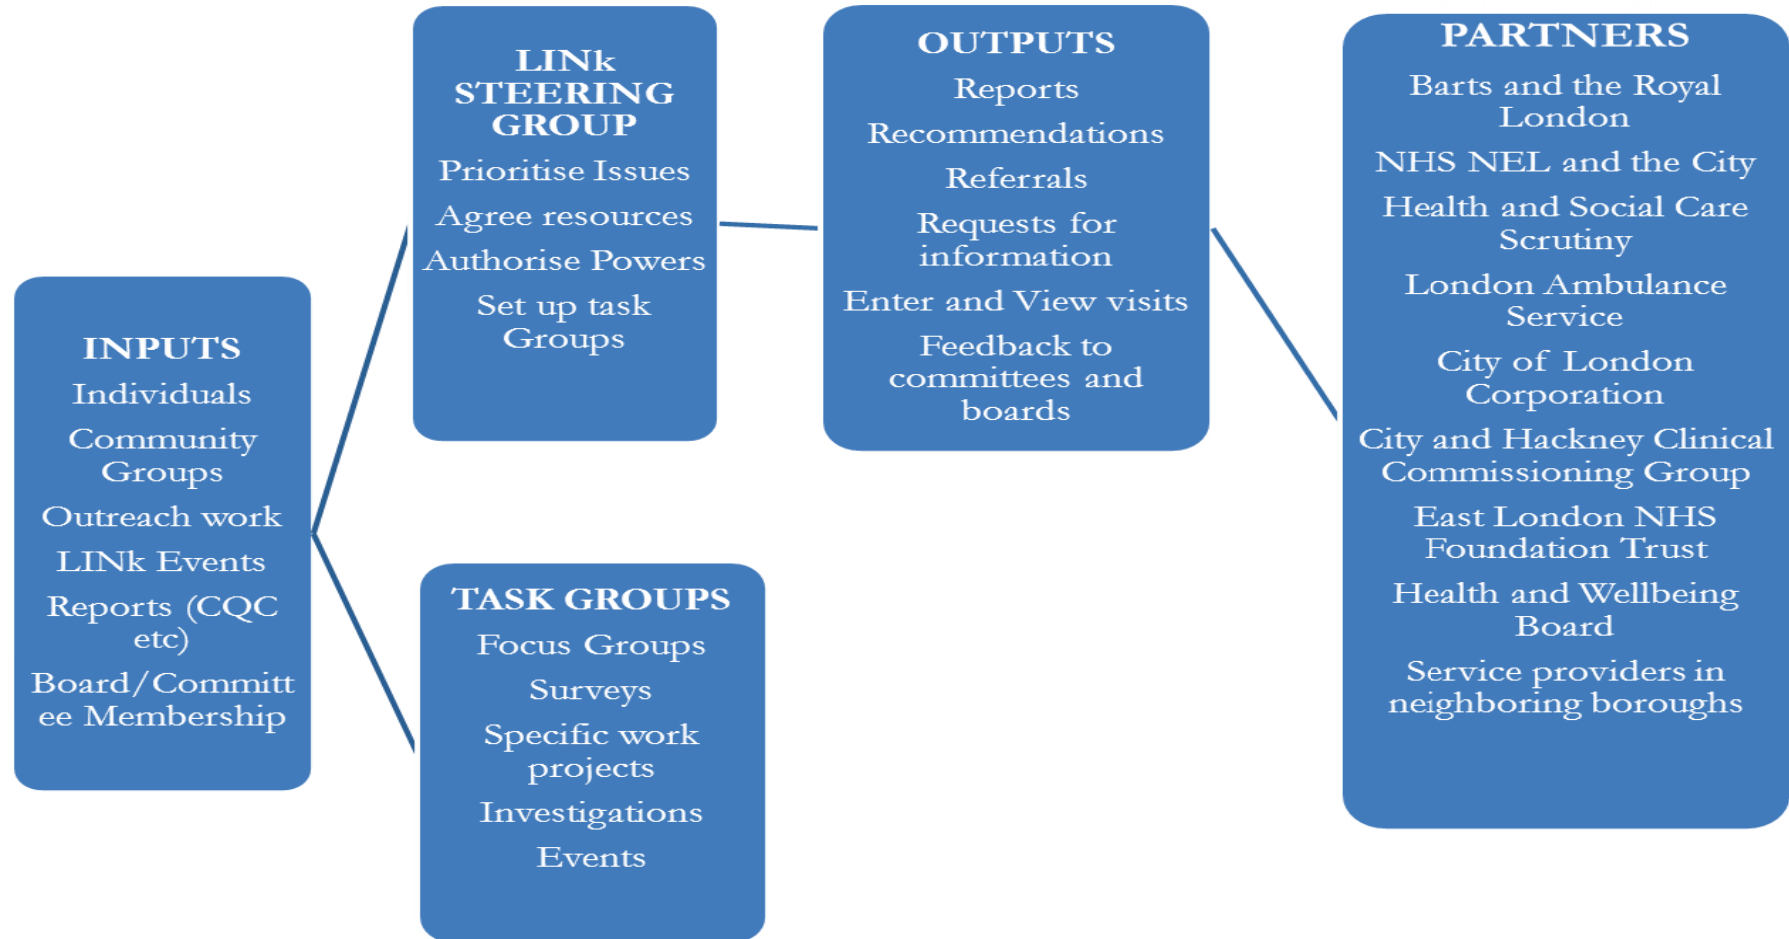 INPUTS
Individuals
Community
Groups
Outreach work
LINk Events
Reports (CQC
etc)
Board/Committ
ee Membership
LINk
STEERING
GROUP
Prioritise Issues
Agree resources
Authorise Powers
Set up task
Groups
TASK GROUPS
Focus Groups
Surveys
Specific work
projects
Investigations
Events
OUTPUTS
Reports
Recommendations
Referrals
Requests for
information
Enter and View visits
Feedback to
committees and
boards
PARTNERS
Barts and the Royal
London
NHS NEL and the City
Health and Social Care
Scrutiny
London Ambulance
Service
City of London
Corporation
City and Hackney Clinical
Commissioning Group
East London NHS
Foundation Trust
Health and Wellbeing
Board
Service providers in
neighboring boroughs